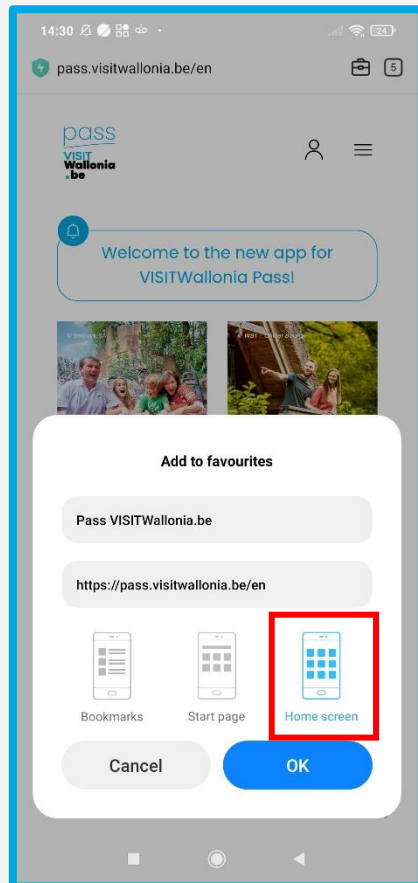 14:30
24
pass.visitwallonia.be/en
5
pass
VISIT
Wallonia
.be
Welcome to the new app for
VISITWallonia Pass!
Add to favourites
Pass VISITWallonia.be
https://pass.visitwallonia.be/en
Bookmarks
Start page
Home screen
Cancel
OK